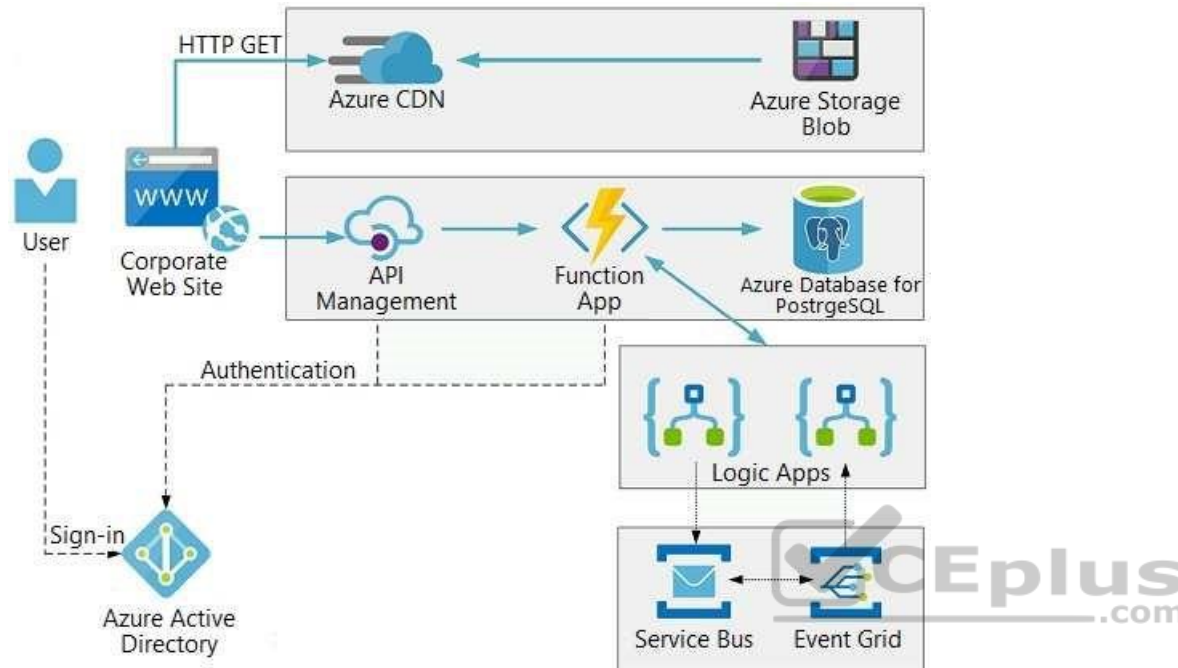 HTTP GET
Azure CDN
Azure Storage
Blob
www
User
Corporate
Web Site
API
Management
Function
App
Azure Database for
PostrgeSQL
Authentication
Logic Apps
Sign-in
Azure Active
Directory
Service Bus
Event Grid
CEplus
.com